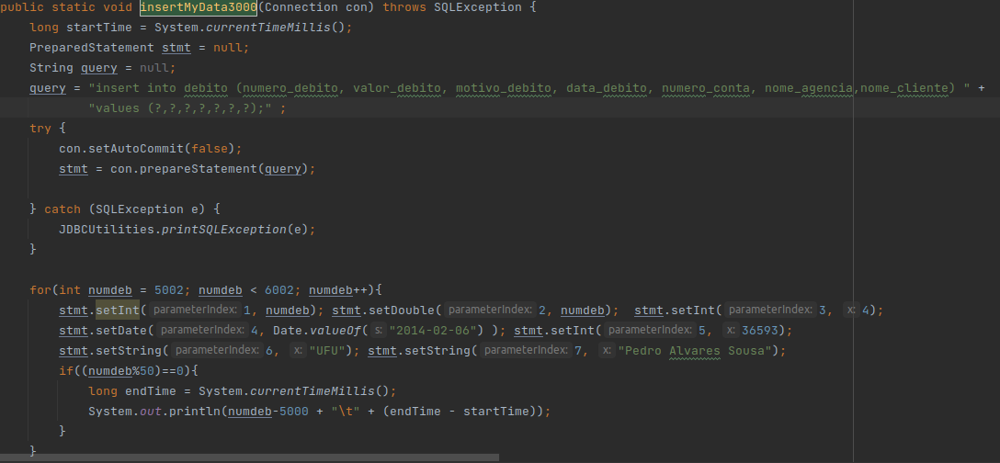 public static void insertMyData3000(Connection con) throws SQLException {
    long startTime = System.currentTimeMillis();
    PreparedStatement stmt = null;
    String query = null;
    query = "insert into debito (numero_debito, valor_debito, motivo_debito, data_debito, numero_conta, nome_agencia,nome_cliente) " +
            "values (?,?,?,?,?,?,?);" ;
    try {
        con.setAutoCommit(false);
        stmt = con.prepareStatement(query);
    } catch (SQLException e) {
        JDBCUtilities.printSQLException(e);
    }
    for(int numdeb = 5002; numdeb < 6002; numdeb++){
        stmt.setInt( parameterIndex: 1, numdeb); stmt.setDouble( parameterIndex: 2, numdeb);  stmt.setInt( parameterIndex: 3, x: 4);
        stmt.setDate( parameterIndex: 4, Date.valueOf( s: "2014-02-06") ); stmt.setInt( parameterIndex: 5, x: 36593);
        stmt.setString( parameterIndex: 6, x: "UFU"); stmt.setString( parameterIndex: 7, x: "Pedro Alvares Sousa");
        if((numdeb%50)==0){
            long endTime = System.currentTimeMillis();
            System.out.println(numdeb-5000 + "\t" + (endTime - startTime));
        }
    }